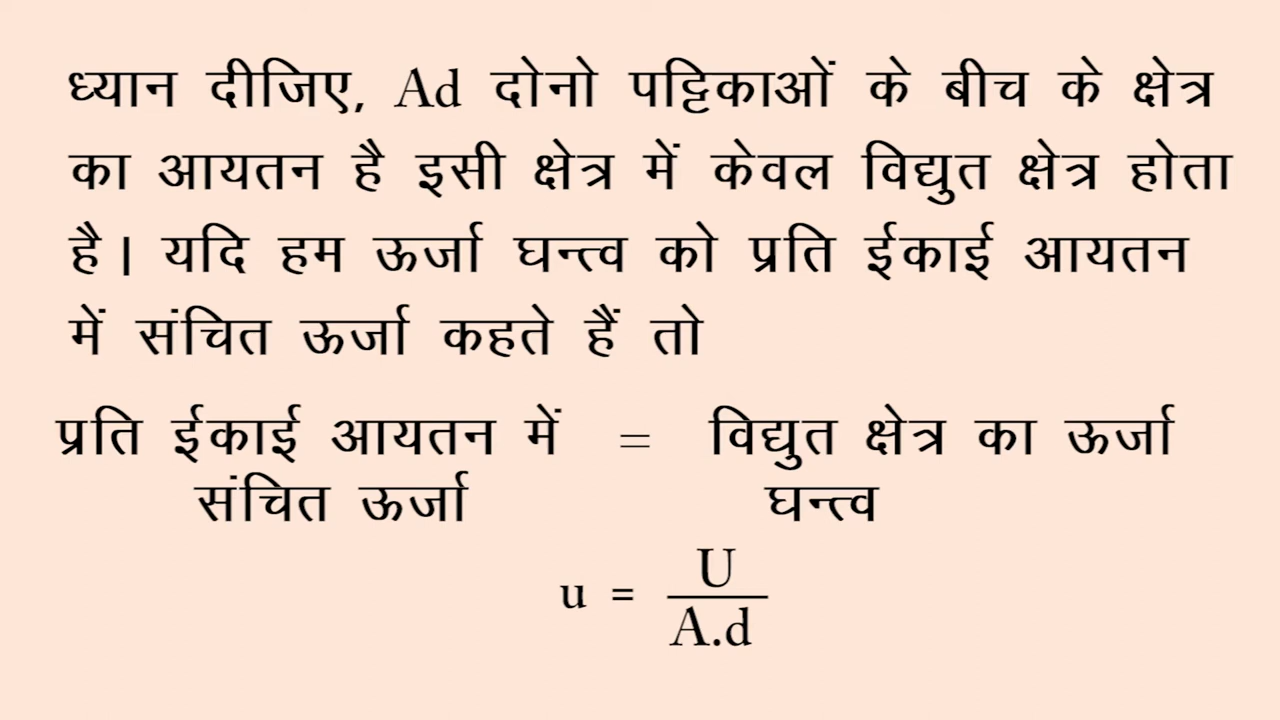 ध्यान दीजिए, Ad दोनो पट्टिकाओं के बीच के क्षेत्र
का आयतन है इसी क्षेत्र में केवल विद्युत क्षेत्र होता
है। यदि हम ऊर्जा घन्त्व को प्रति ईकाई आयतन
में संचित ऊर्जा कहते हैं तो
प्रति ईकाई आयतन में = विद्युत क्षेत्र का ऊर्जा
संचित ऊर्जा घन्त्व
u = U
A.d